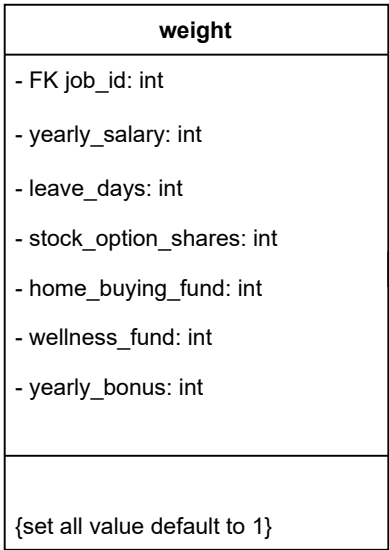 weight
- FK job_id: int
- yearly_salary: int
- leave_days: int
- stock_option_shares: int
- home_buying_fund: int
- wellness_fund: int
- yearly_bonus: int
{set all value default to 1}